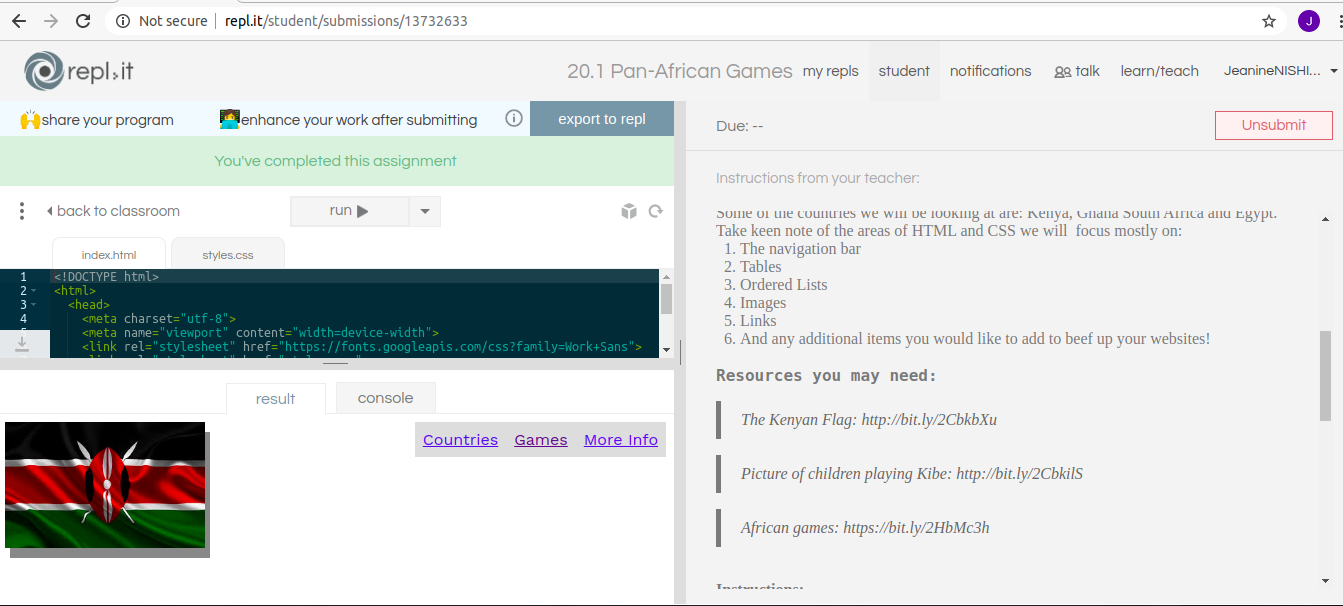 Not secure
repl.it/student/submissions/13732633
J
repl.it
20.1 Pan-African Games
my repls
student
notifications
talk
learn/teach
JeanineNISHI...
share your program
enhance your work after submitting
export to repl
You've completed this assignment
back to classroom
run
index.html
styles.css
1 <!DOCTYPE html>
2 <html>
3 <head>
4 <meta charset="utf-8">
5 <meta name="viewport" content="width=device-width">
<link rel="stylesheet" href="https://fonts.googleapis.com/css?family=Work+Sans">
result
console
Countries Games More Info
Due: --
Unsubmit
Instructions from your teacher:
Some of the countries we will be looking at are: Kenya, Ghana South Africa and Egypt.
Take keen note of the areas of HTML and CSS we will  focus mostly on:
1. The navigation bar
2. Tables
3. Ordered Lists
4. Images
5. Links
6. And any additional items you would like to add to beef up your websites!
Resources you may need:
The Kenyan Flag: http://bit.ly/2CbkbXu
Picture of children playing Kibe: http://bit.ly/2CbkilS
African games: https://bit.ly/2HbMc3h
Instructions: